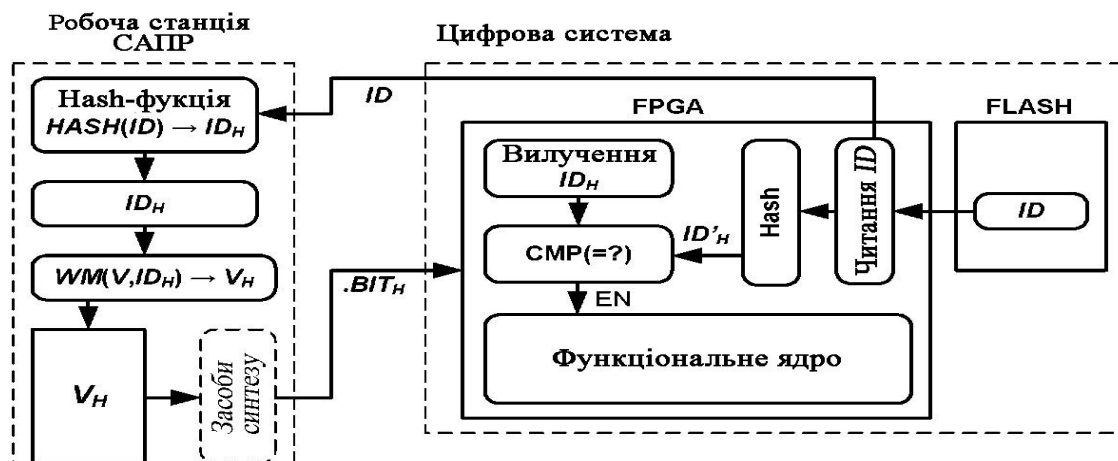 Робоча станція
САПР
Hash-фукція
HASH(ID) → IDH
IDH
WM(V,IDH) → VH
VH
Засоби
синтезу
ID
.BITH
Цифрова система
FPGA
Вилучення
IDH
CMP(=?)
ID’H
Hash
Читання ID
EN
Функціональне ядро
FLASH
ID